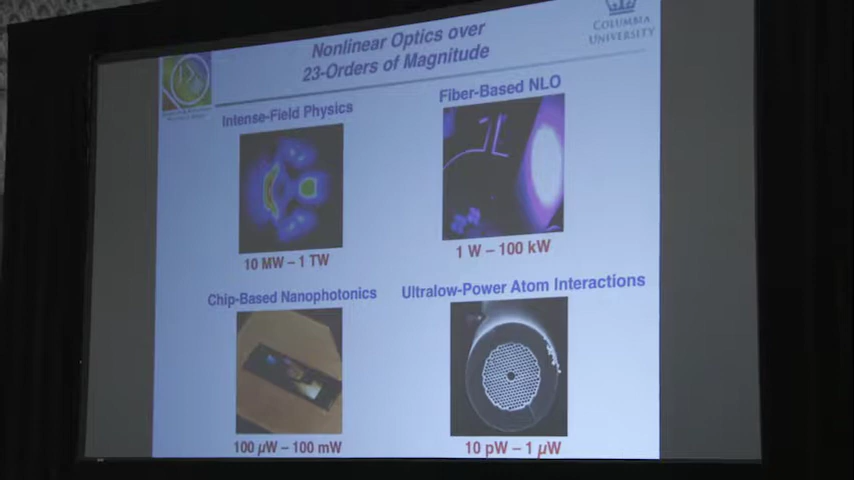 Nonlinear Optics over
23-Orders of Magnitude
COLUMBIA
UNIVERSITY
Intense-Field Physics
Fiber-Based NLO
10 MW – 1 TW
1 W – 100 kW
Chip-Based Nanophotonics
Ultralow-Power Atom Interactions
100 µW – 100 mW
10 pW – 1 µW